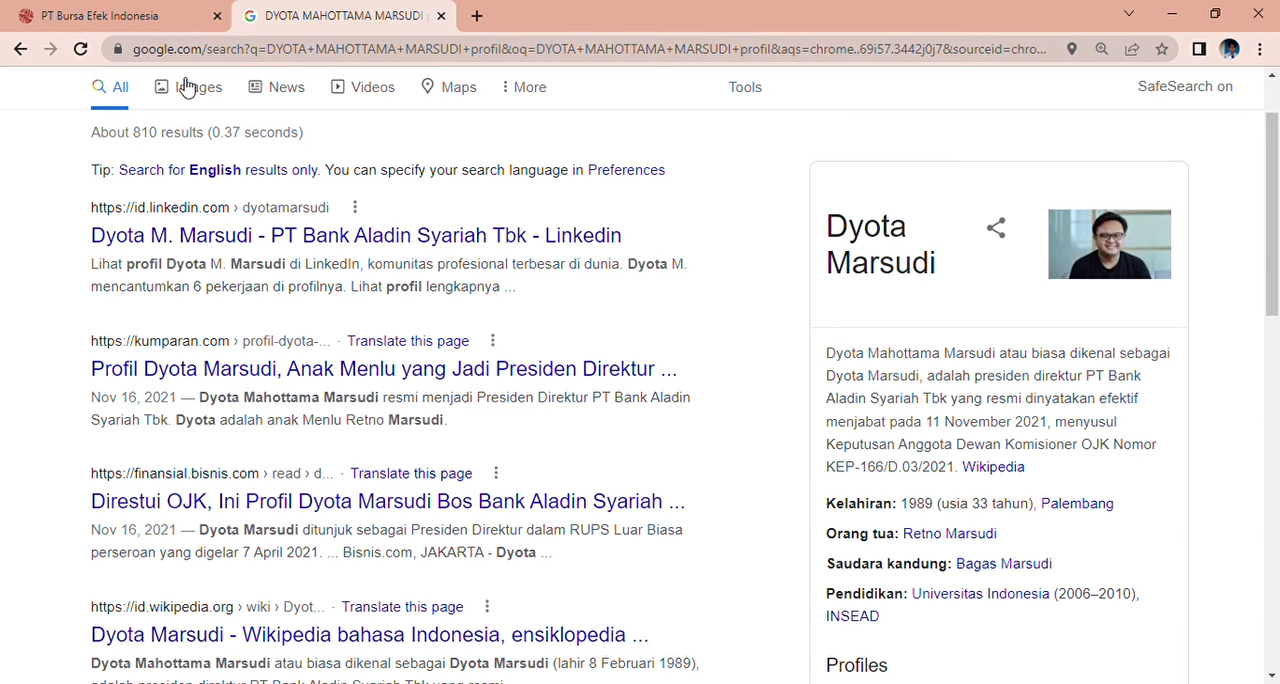 PT Bursa Efek Indonesia
DYOTA MAHOTTAMA MARSUDI
google.com/search?q=DYOTA+MAHOTTAMA+MARSUDI+profil&oq=DYOTA+MAHOTTAMA+MARSUDI+profil&aqs=chrome..69i57.3442j0j7&sourceid=chro...
All
Images
News
Videos
Maps
More
Tools
SafeSearch on
About 810 results (0.37 seconds)
Tip: Search for English results only. You can specify your search language in Preferences
https://id.linkedin.com › dyotamarsudi
Dyota M. Marsudi - PT Bank Aladin Syariah Tbk - Linkedin
Lihat profil Dyota M. Marsudi di LinkedIn, komunitas profesional terbesar di dunia. Dyota M.
mencantumkan 6 pekerjaan di profilnya. Lihat profil lengkapnya ...
https://kumparan.com › profil-dyota-... · Translate this page
Profil Dyota Marsudi, Anak Menlu yang Jadi Presiden Direktur ...
Nov 16, 2021 — Dyota Mahottama Marsudi resmi menjadi Presiden Direktur PT Bank Aladin
Syariah Tbk. Dyota adalah anak Menlu Retno Marsudi.
https://finansial.bisnis.com › read › d... · Translate this page
Direstui OJK, Ini Profil Dyota Marsudi Bos Bank Aladin Syariah ...
Nov 16, 2021 — Dyota Marsudi ditunjuk sebagai Presiden Direktur dalam RUPS Luar Biasa
perseroan yang digelar 7 April 2021. ... Bisnis.com, JAKARTA - Dyota ...
https://id.wikipedia.org › wiki › Dyot... · Translate this page
Dyota Marsudi - Wikipedia bahasa Indonesia, ensiklopedia ...
Dyota Mahottama Marsudi atau biasa dikenal sebagai Dyota Marsudi (lahir 8 Februari 1989),
Dyota
Marsudi
Dyota Mahottama Marsudi atau biasa dikenal sebagai
Dyota Marsudi, adalah presiden direktur PT Bank
Aladin Syariah Tbk yang resmi dinyatakan efektif
menjabat pada 11 November 2021, menyusul
Keputusan Anggota Dewan Komisioner OJK Nomor
KEP-166/D.03/2021. Wikipedia
Kelahiran: 1989 (usia 33 tahun), Palembang
Orang tua: Retno Marsudi
Saudara kandung: Bagas Marsudi
Pendidikan: Universitas Indonesia (2006–2010),
INSEAD
Profiles